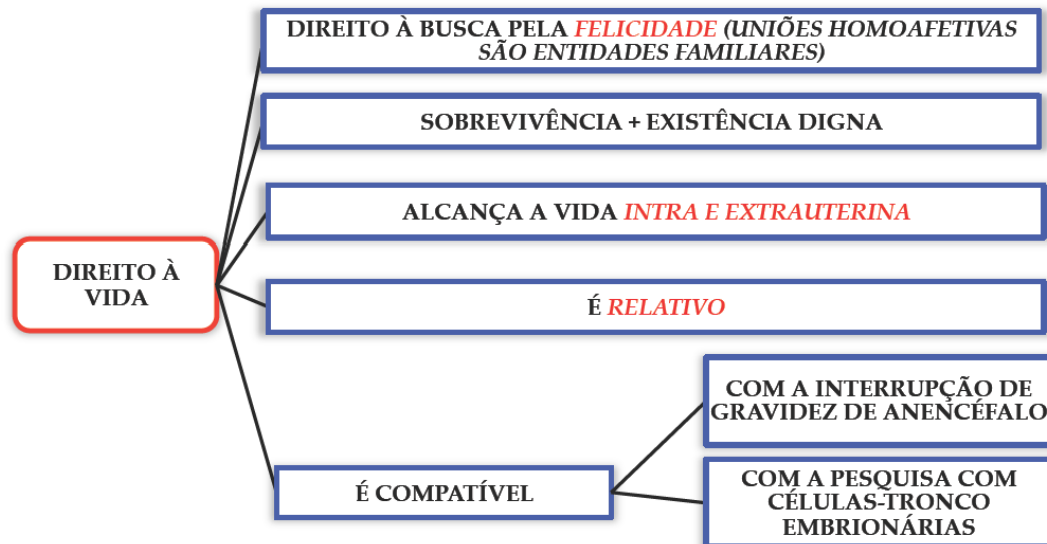 DIREITO À BUSCA PELA FELICIDADE (UNIÕES HOMOAFETIVAS
SÃO ENTIDADES FAMILIARES)
SOBREVIVÊNCIA + EXISTÊNCIA DIGNA
ALCANÇA A VIDA INTRA E EXTRAUTERINA
DIREITO À
VIDA
É RELATIVO
É COMPATÍVEL
COM A INTERRUPÇÃO DE
GRAVIDEZ DE ANENCÉFALO
COM A PESQUISA COM
CÉLULAS-TRONCO
EMBRIONÁRIAS